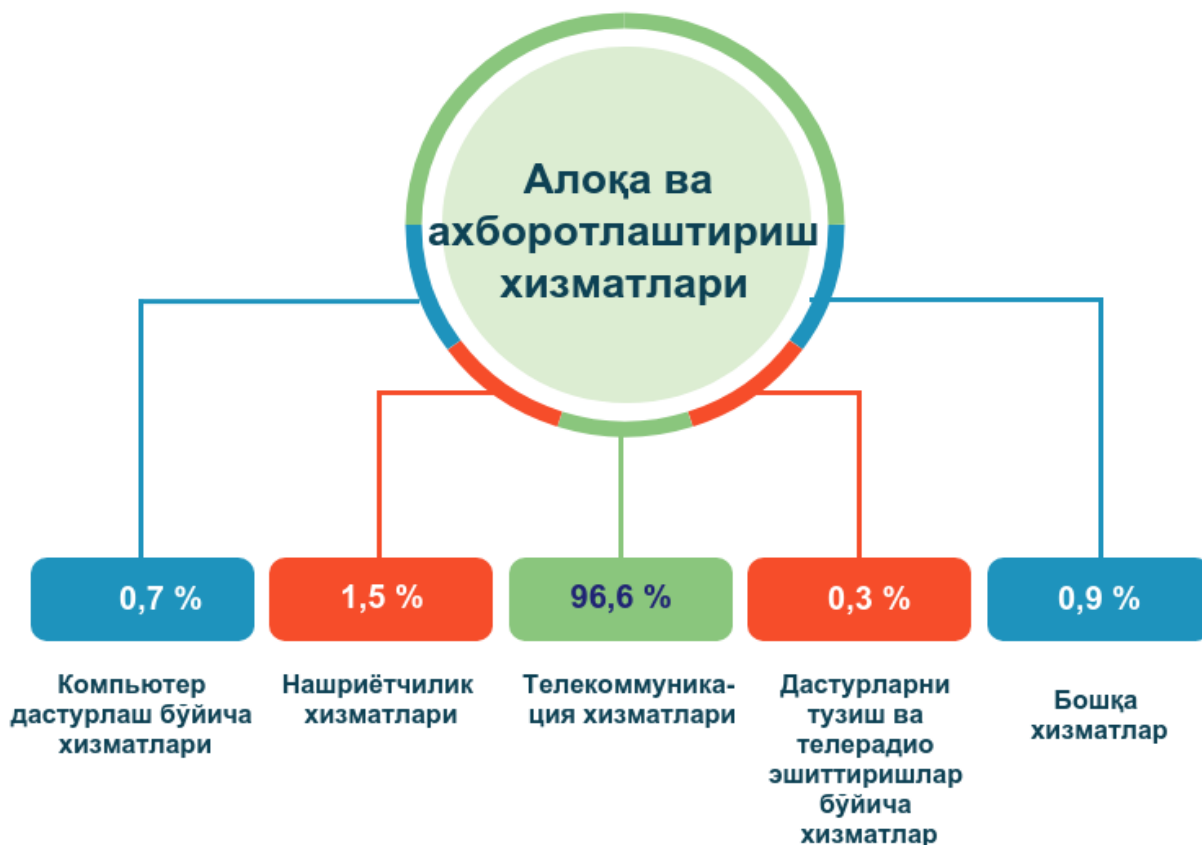 Алоқа ва
ахборотлаштириш
хизматлари
0,7 %
1,5 %
96,6 %
0,3 %
0,9 %
Компьютер
дастурлаш бўйича
хизматлари
Нашриётчилик
хизматлари
Телекоммуника-
ция хизматлари
Дастурларни
тузиш ва
телерадио
эшиттиришлар
бўйича
хизматлар
Бошқа
хизматлар